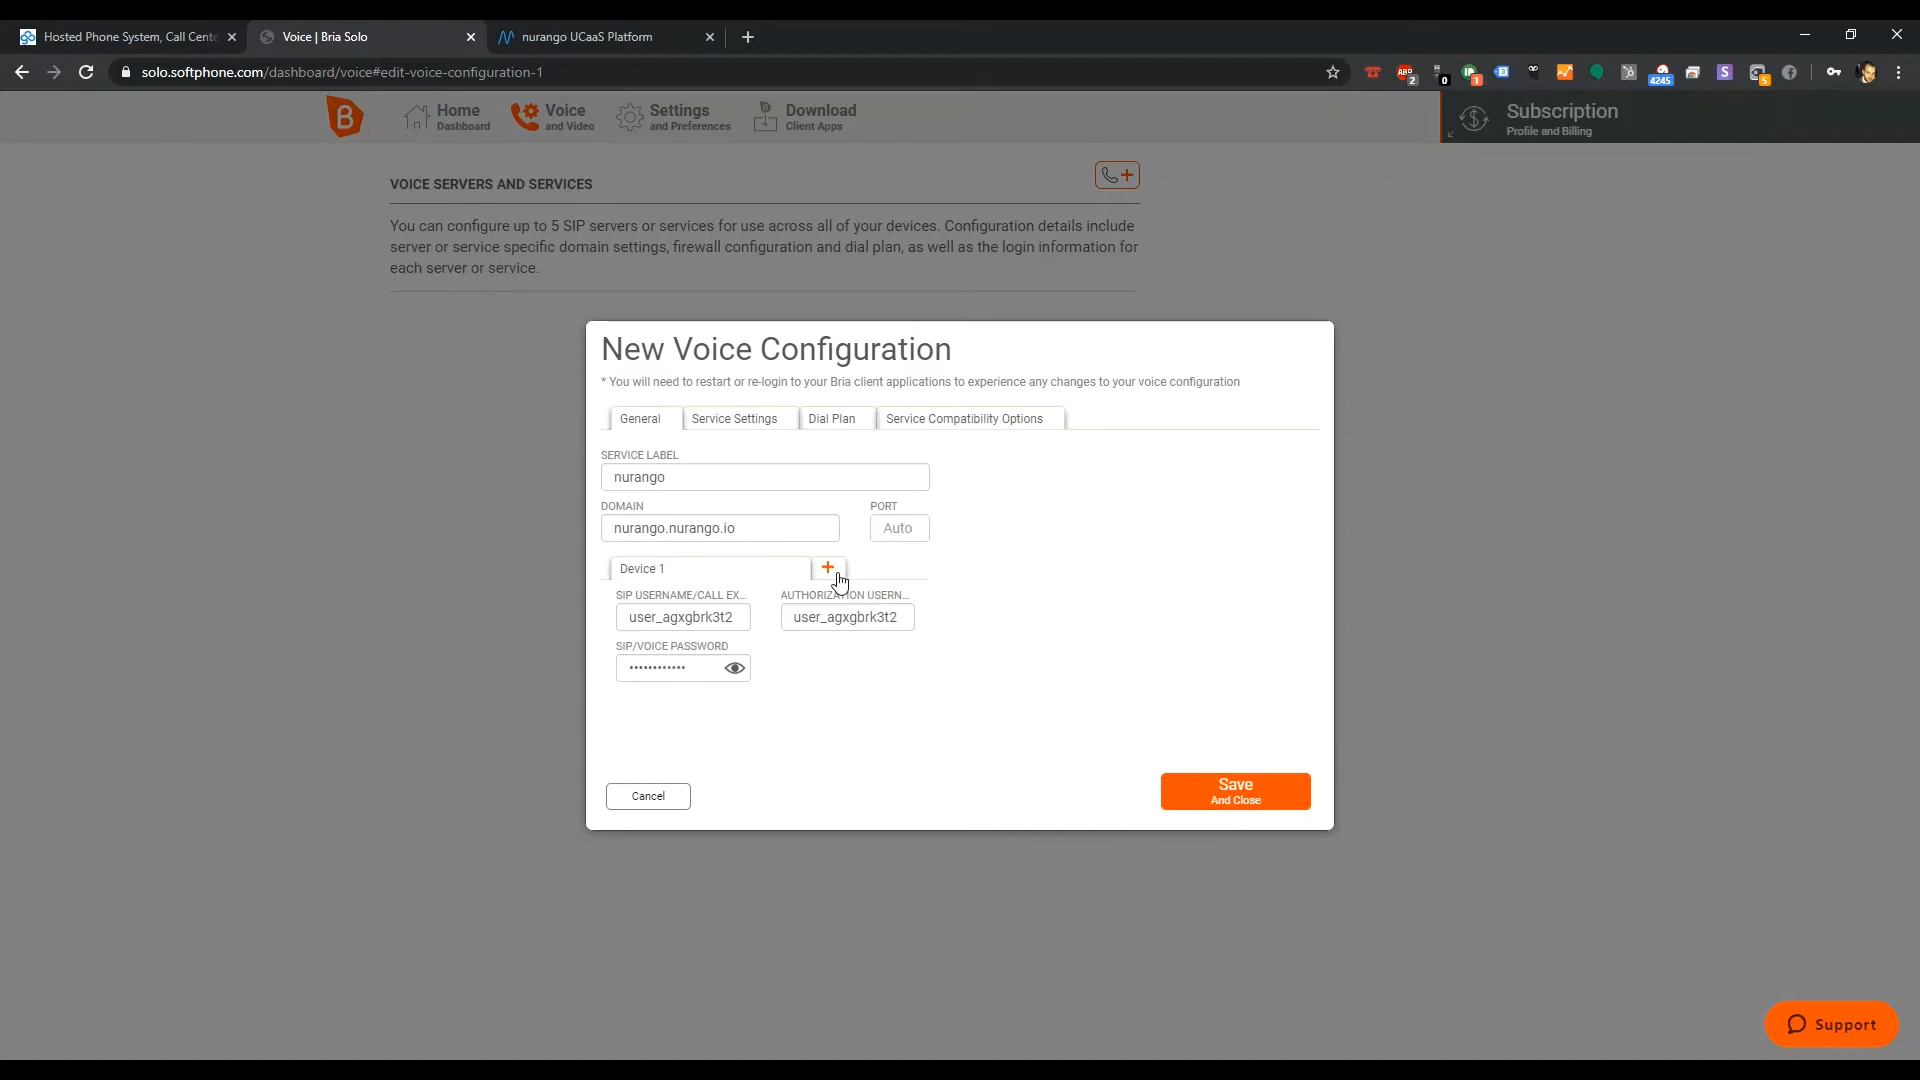 Hosted Phone System, Call Cente
Voice | Bria Solo
nurango UCaaS Platform
solo.softphone.com/dashboard/voice#edit-voice-configuration-1
ABP
2
0
1
4245
S
5
B
Home
Dashboard
Voice
and Video
Settings
and Preferences
Download
Client Apps
Subscription
Profile and Billing
VOICE SERVERS AND SERVICES
You can configure up to 5 SIP servers or services for use across all of your devices. Configuration details include
server or service specific domain settings, firewall configuration and dial plan, as well as the login information for
each server or service.
New Voice Configuration
* You will need to restart or re-login to your Bria client applications to experience any changes to your voice configuration
General
Service Settings
Dial Plan
Service Compatibility Options
SERVICE LABEL
nurango
DOMAIN
PORT
nurango.nurango.io
Auto
Device 1
+
SIP USERNAME/CALL EX...
AUTHORIZATION USERN...
user_agxgbrk3t2
user_agxgbrk3t2
SIP/VOICE PASSWORD
••••••••••••
Cancel
Save
And Close
Support